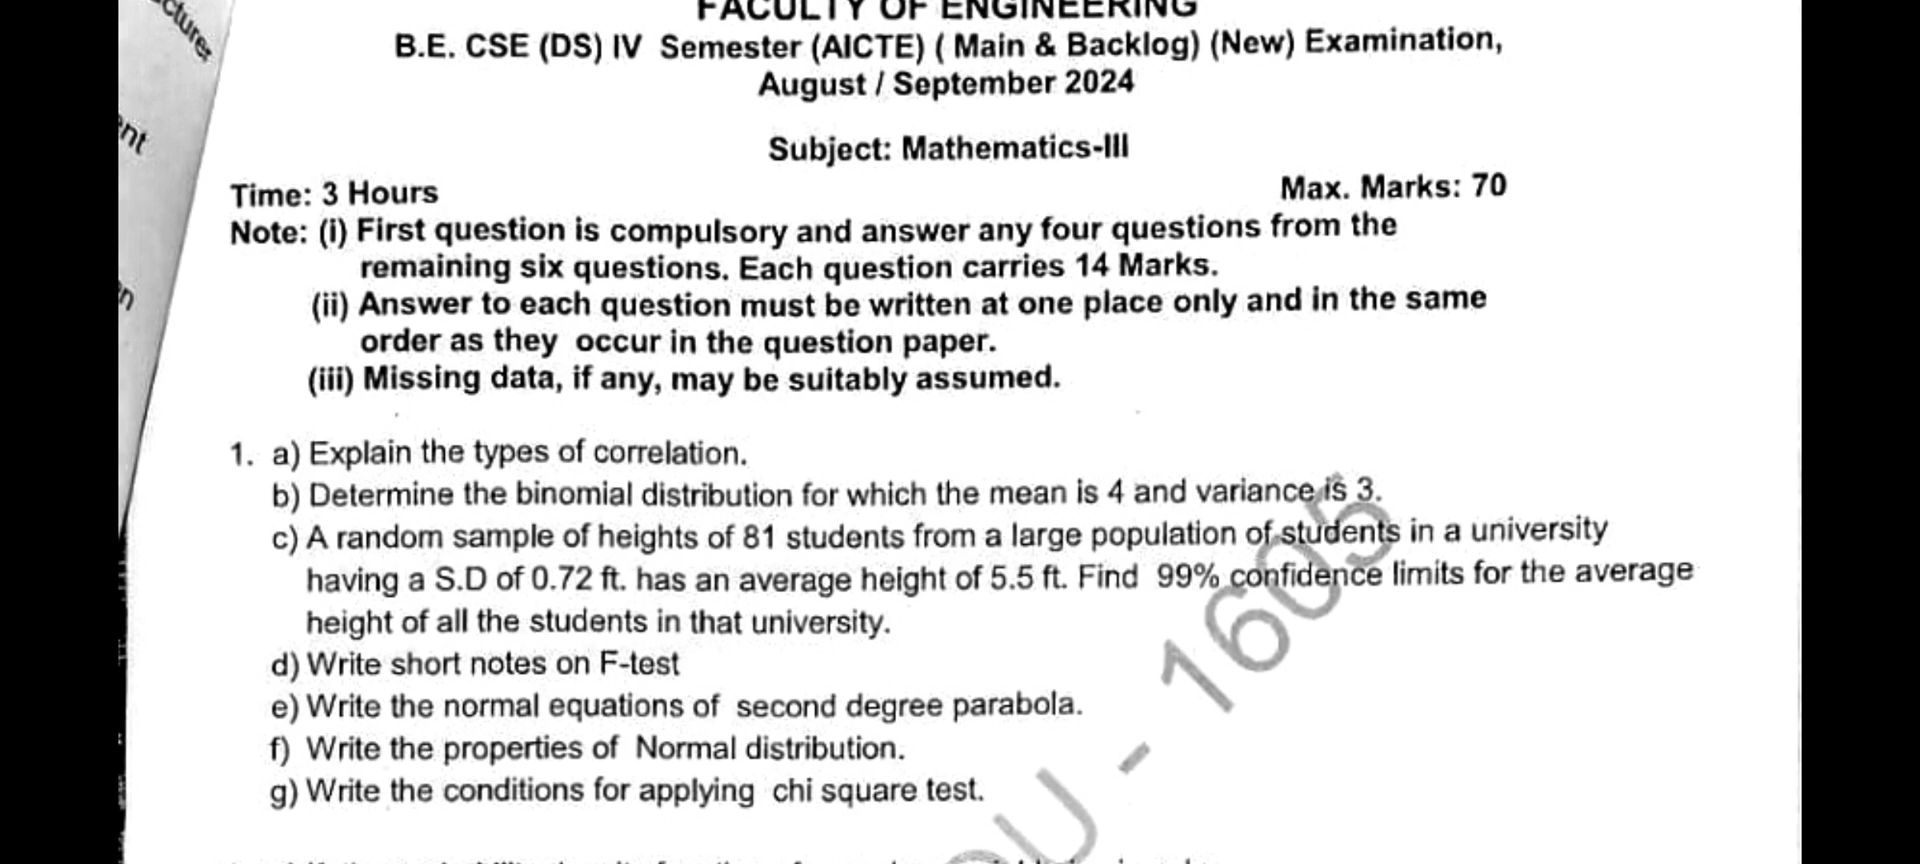 FACULTY OF ENGINEERING
B.E. CSE (DS) IV Semester (AICTE) ( Main & Backlog) (New) Examination,
August / September 2024
Subject: Mathematics-III
Time: 3 Hours Max. Marks: 70
Note: (i) First question is compulsory and answer any four questions from the
remaining six questions. Each question carries 14 Marks.
(ii) Answer to each question must be written at one place only and in the same
order as they occur in the question paper.
(iii) Missing data, if any, may be suitably assumed.
1. a) Explain the types of correlation.
b) Determine the binomial distribution for which the mean is 4 and variance is 3.
c) A random sample of heights of 81 students from a large population of students in a university
having a S.D of 0.72 ft. has an average height of 5.5 ft. Find 99% confidence limits for the average
height of all the students in that university.
d) Write short notes on F-test
e) Write the normal equations of second degree parabola.
f) Write the properties of Normal distribution.
g) Write the conditions for applying chi square test.
OU - 1605